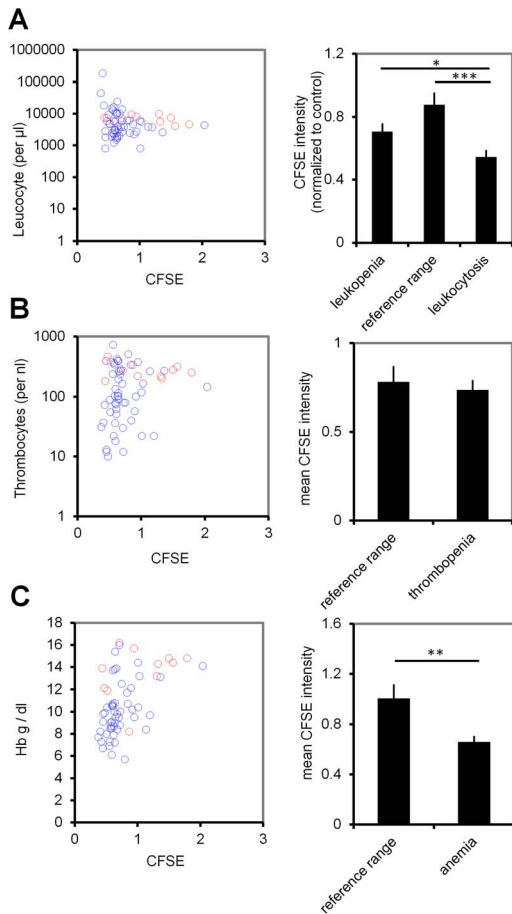 A
1000000
100000
10000
1000
100
10
1
0
1
2
3
Leucocyte (per µl)
CFSE
1.2
0.8
0.4
0
CFSE intensity
(normalized to control)
*
***
leukopenia
reference range
leukocytosis
B
1000
100
10
1
0
1
2
3
Thrombocytes (per nl)
CFSE
1
0.5
0
mean CFSE intensity
reference range
thrombopenia
C
18
16
14
12
10
8
6
4
2
0
0
1
2
3
Hb g / dl
CFSE
1.6
1.2
0.8
0.4
0
mean CFSE intensity
**
reference range
anemia